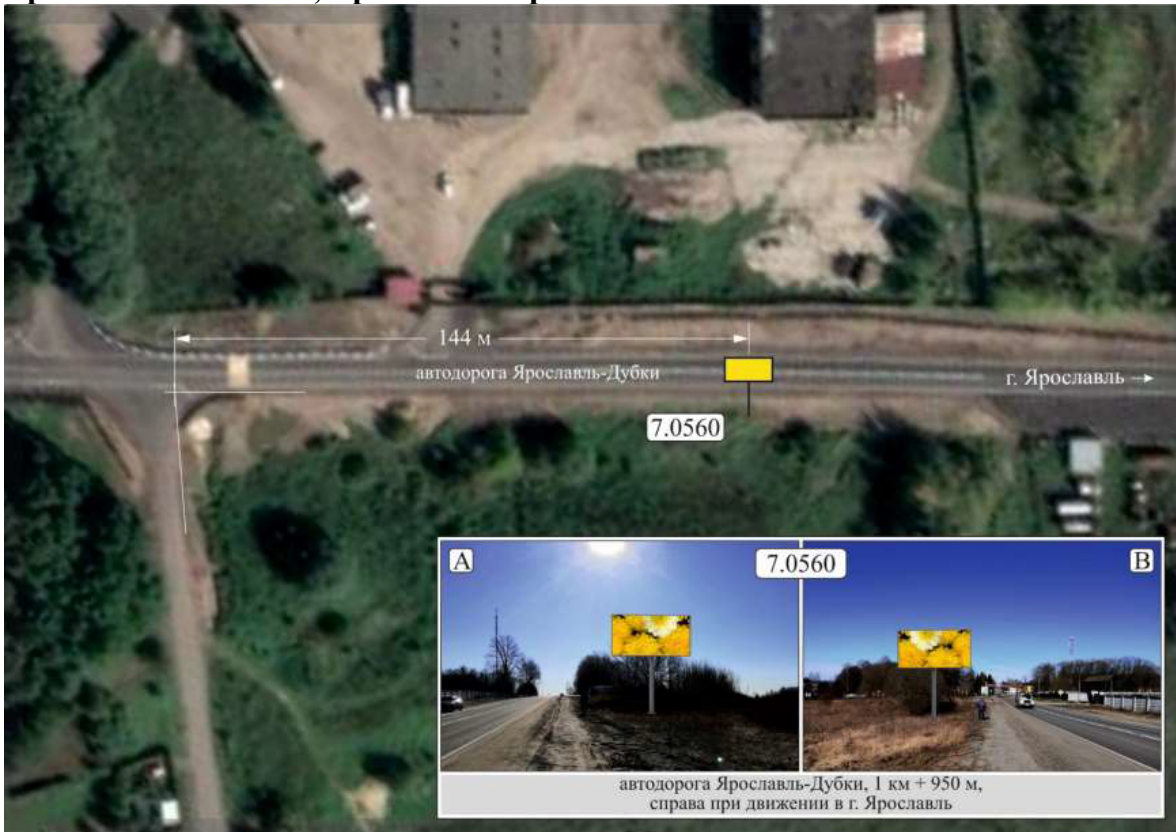 144 м
автодорога Ярославль-Дубки
г. Ярославль →
7.0560
A
7.0560
B
автодорога Ярославль-Дубки, 1 км + 950 м,
справа при движении в г. Ярославль